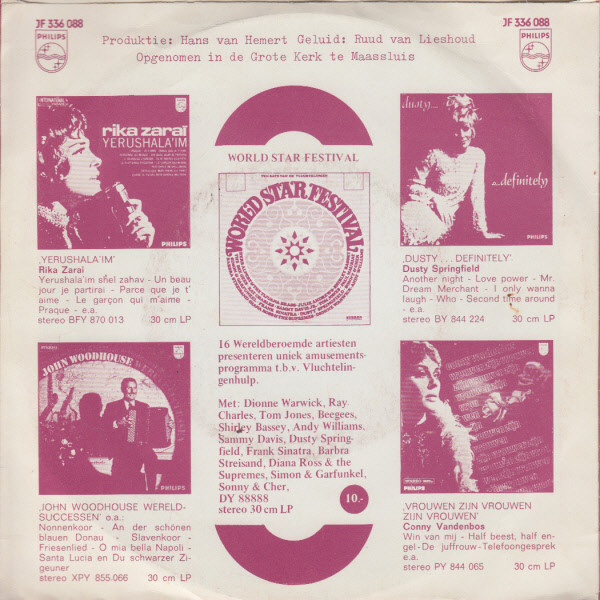 JF 336 088
PHILIPS
JF 336 088
PHILIPS
Produktie: Hans van Hemert Geluid: Ruud van Lieshoud
Opgenomen in de Grote Kerk te Maassluis
rika zaraï
YERUSHALA'IM
PHILIPS
‚YERUSHALA'IM'
Rika Zaraï
Yerushala'im shel zahav - Un beau
jour je partirai - Parce que je t'
aime - Le garçon qui m'aime -
Prague - e.a.
stereo BFY 870 013 30 cm LP
JOHN WOODHOUSE
PHILIPS
‚JOHN WOODHOUSE WERELD-
SUCCESSEN' o.a.:
Nonnenkoor - An der schönen
blauen Donau - Slavenkoor -
Friesenlied - O mia bella Napoli -
Santa Lucia en Du schwarzer Zi-
geuner
stereo XPY 855.066 30 cm LP
WORLD STAR FESTIVAL
WORLD STAR FESTIVAL
16 Wereldberoemde artiesten
presenteren uniek amusements-
programma t.b.v. Vluchtelin-
genhulp.
Met: Dionne Warwick, Ray
Charles, Tom Jones, Beegees,
Shirley Bassey, Andy Williams,
Sammy Davis, Dusty Spring-
field, Frank Sinatra, Barbra
Streisand, Diana Ross & the
Supremes, Simon & Garfunkel,
Sonny & Cher,
DY 88888
stereo 30 cm LP
10.-
dusty...
...definitely
PHILIPS
‚DUSTY . . . DEFINITELY'
Dusty Springfield
Another night - Love power - Mr.
Dream Merchant - I only wanna
laugh - Who - Second time around
- e.a.
stereo BY 844 224 30 cm LP
conny vandenbos
PHILIPS
‚VROUWEN ZIJN VROUWEN
ZIJN VROUWEN'
Conny Vandenbos
Win van mij - Half beest, half en-
gel - De juffrouw - Telefoongesprek
e.a.
stereo PY 844 065 30 cm LP